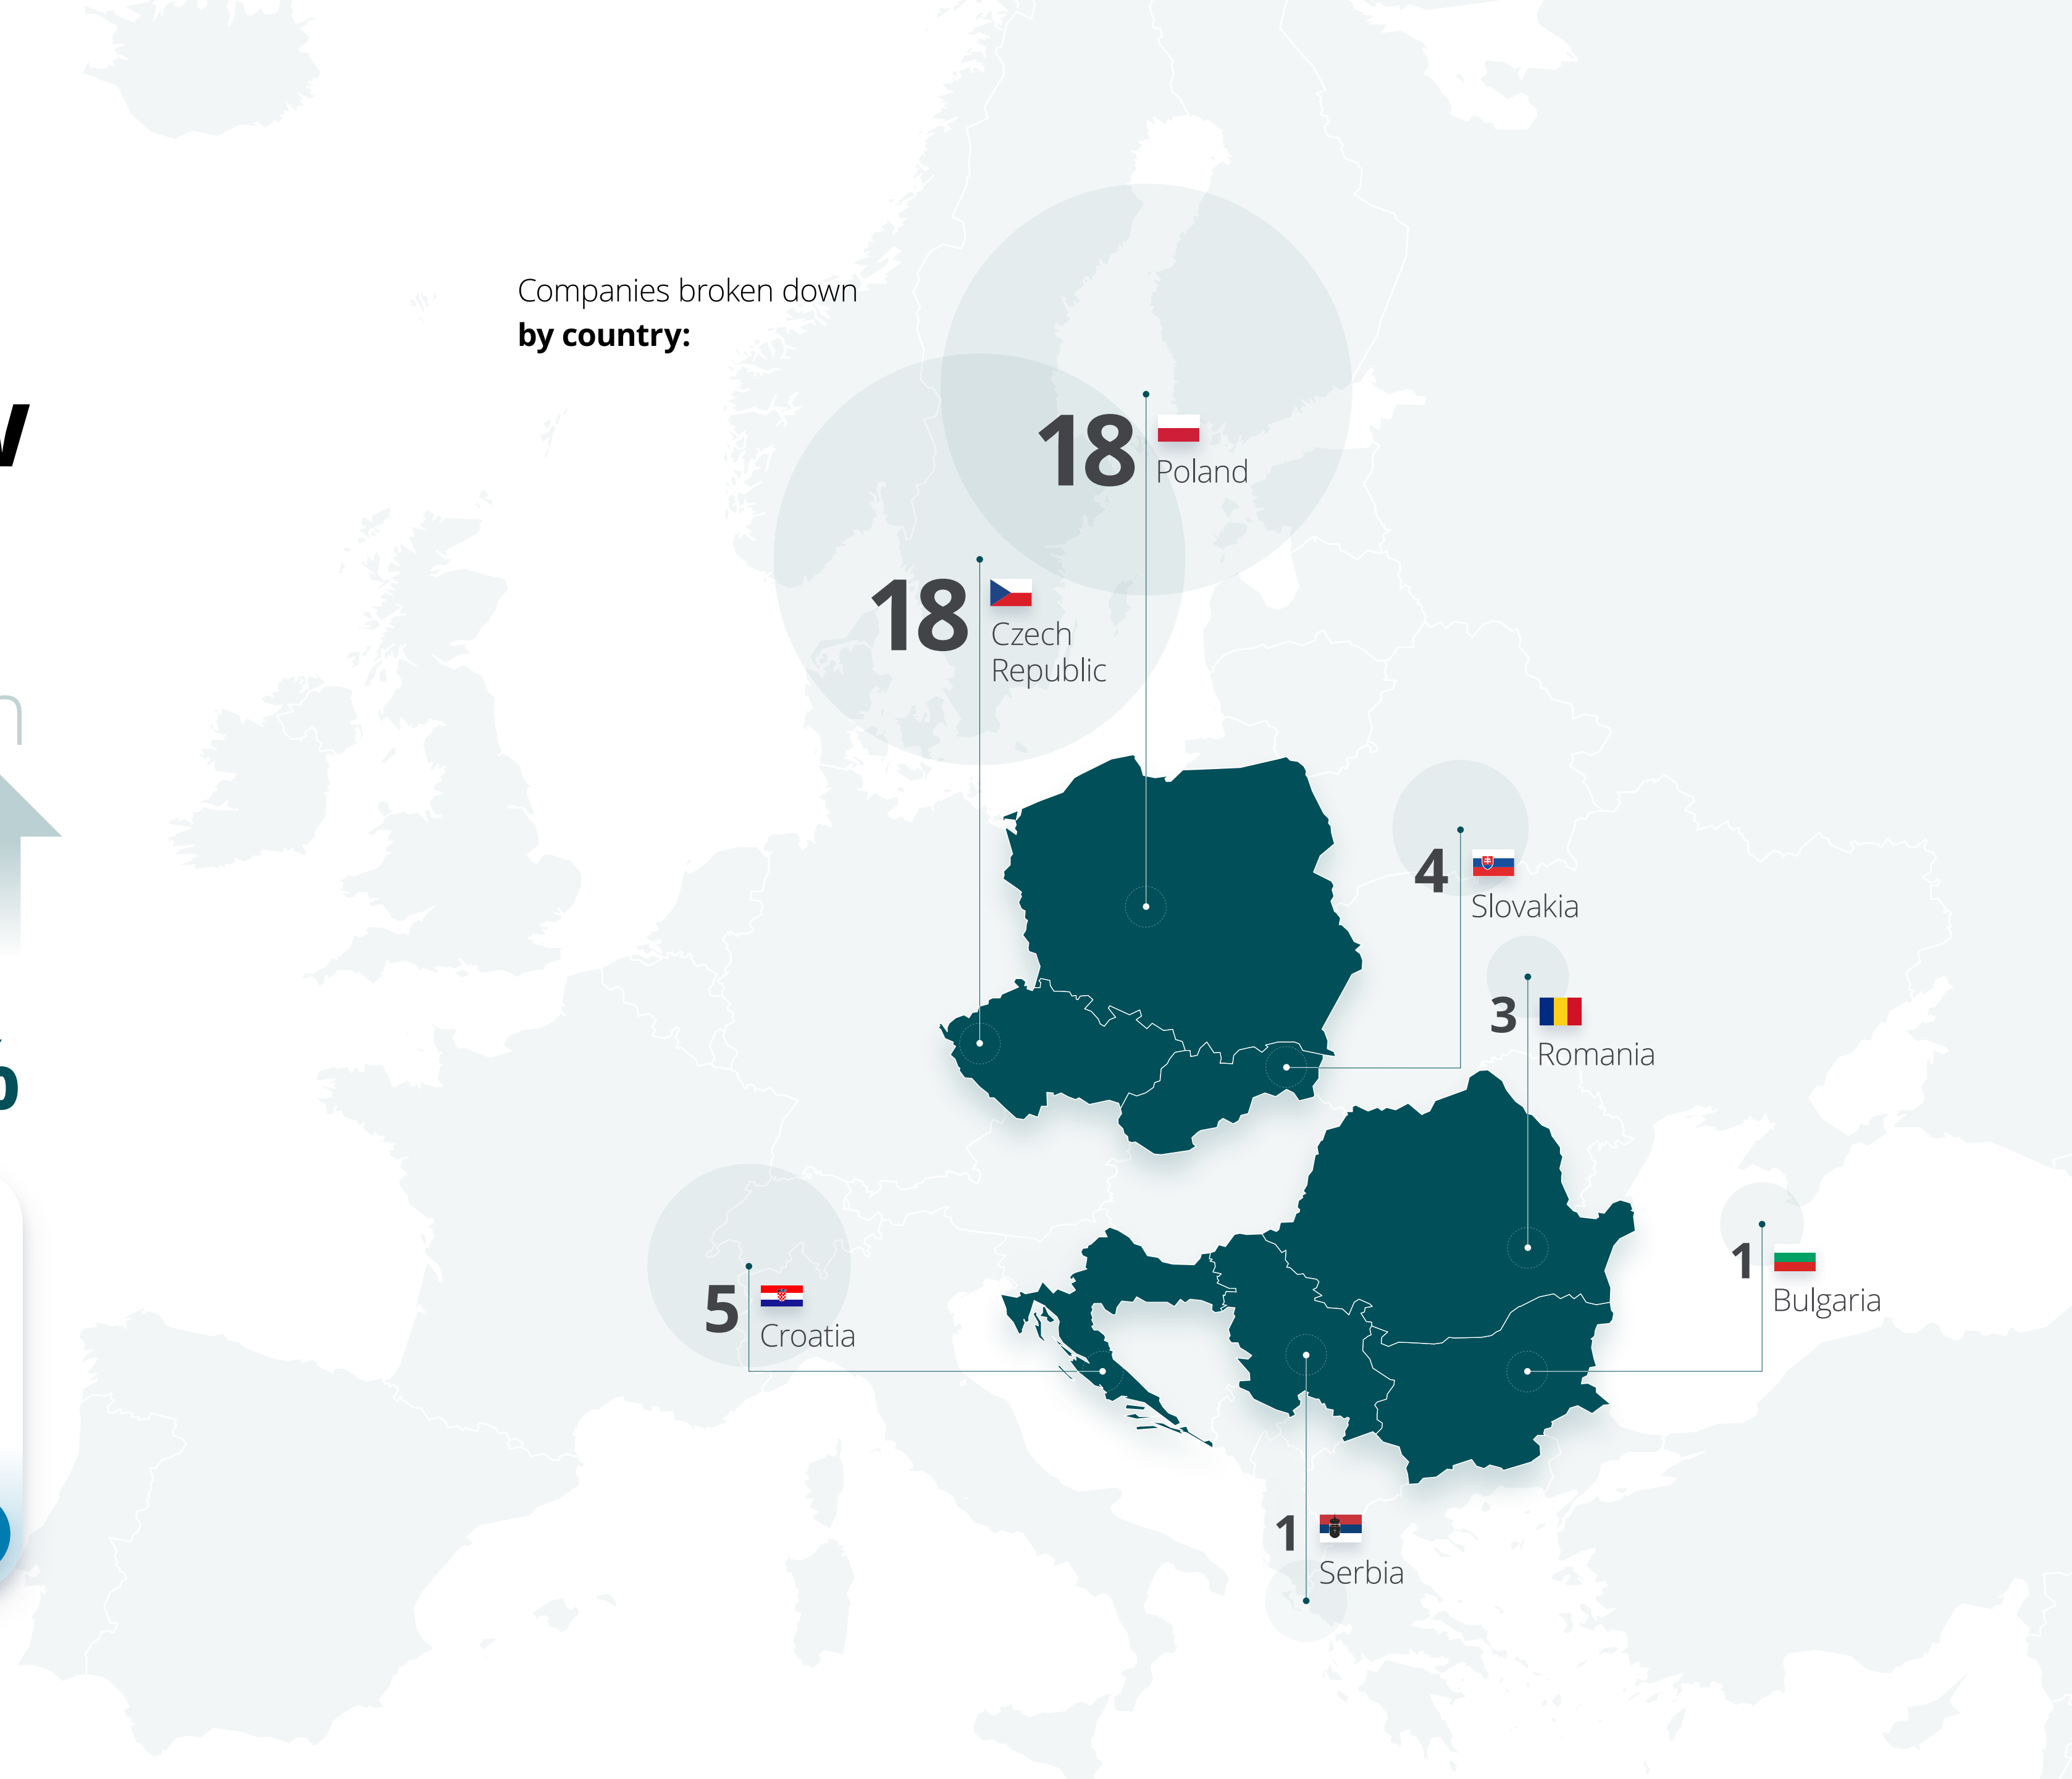 Companies broken down
by country:
18
Poland
18
Czech
Republic
4
Slovakia
3
Romania
5
Croatia
1
Bulgaria
1
Serbia
%